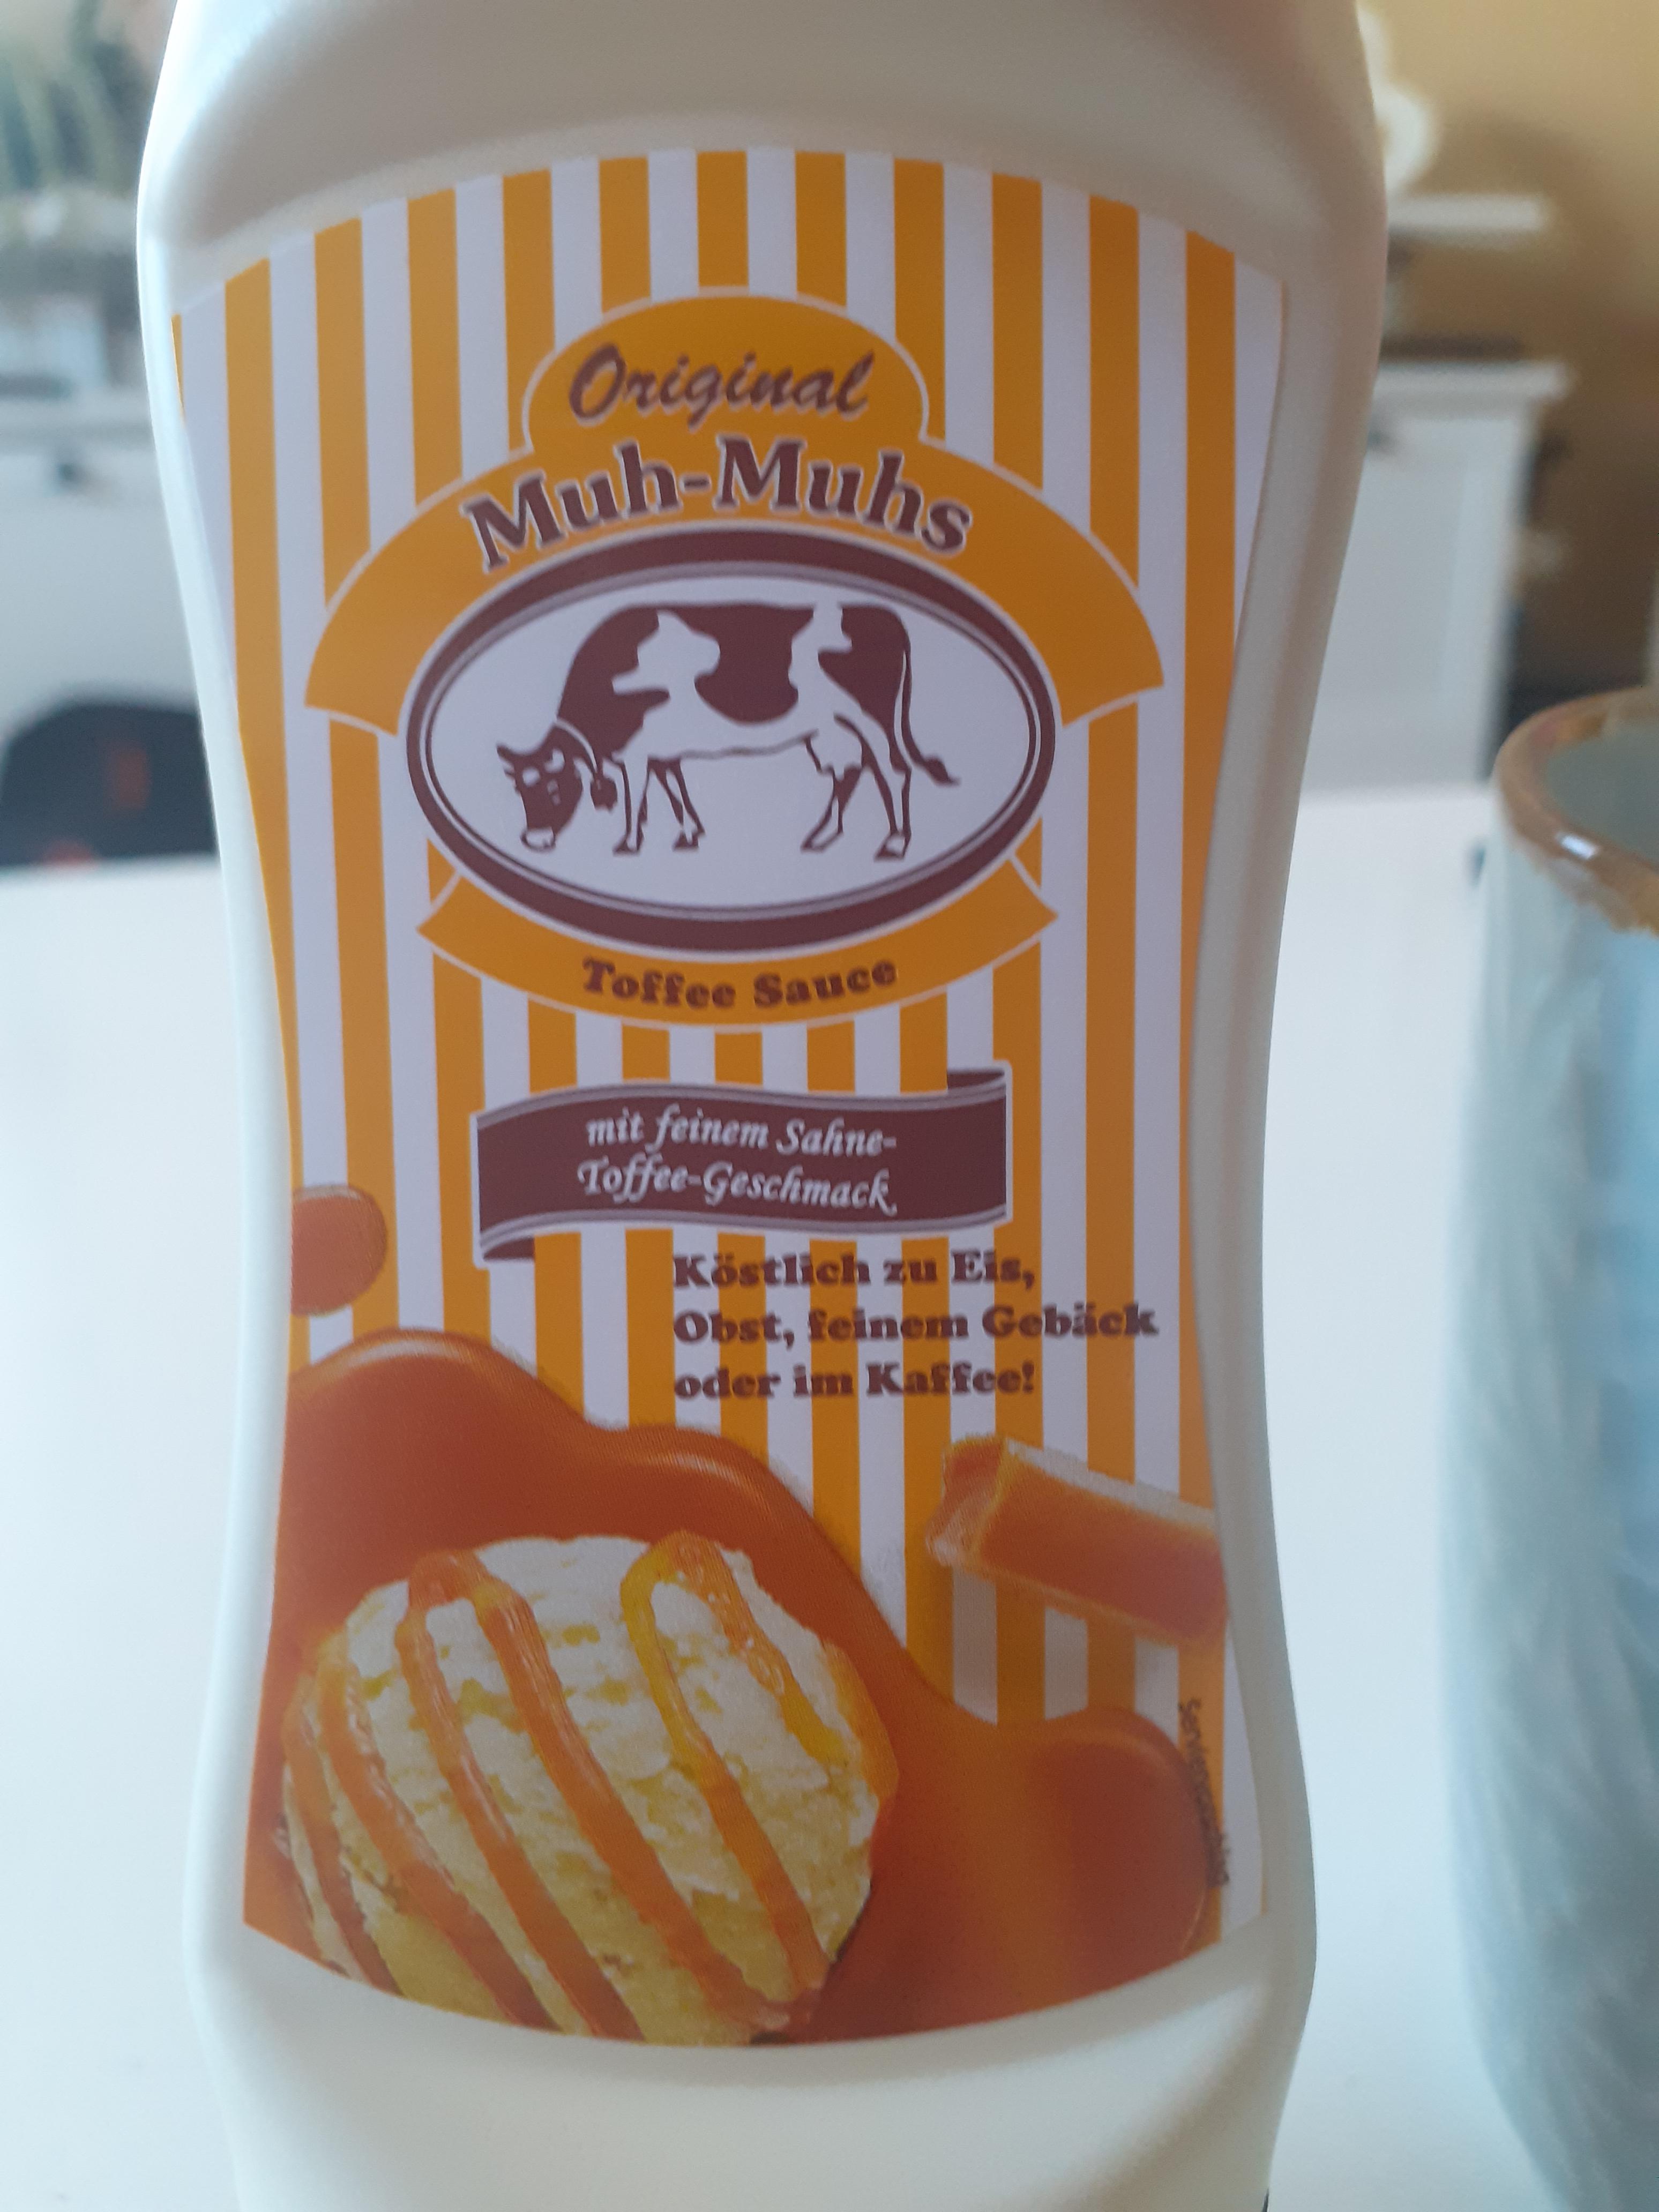 Original
Muh-Muhs
Toffee Sauce
mit feinem Sahne-
Toffee-Geschmack
Köstlich zu Eis,
Obst, feinem Gebäck
oder im Kaffee!